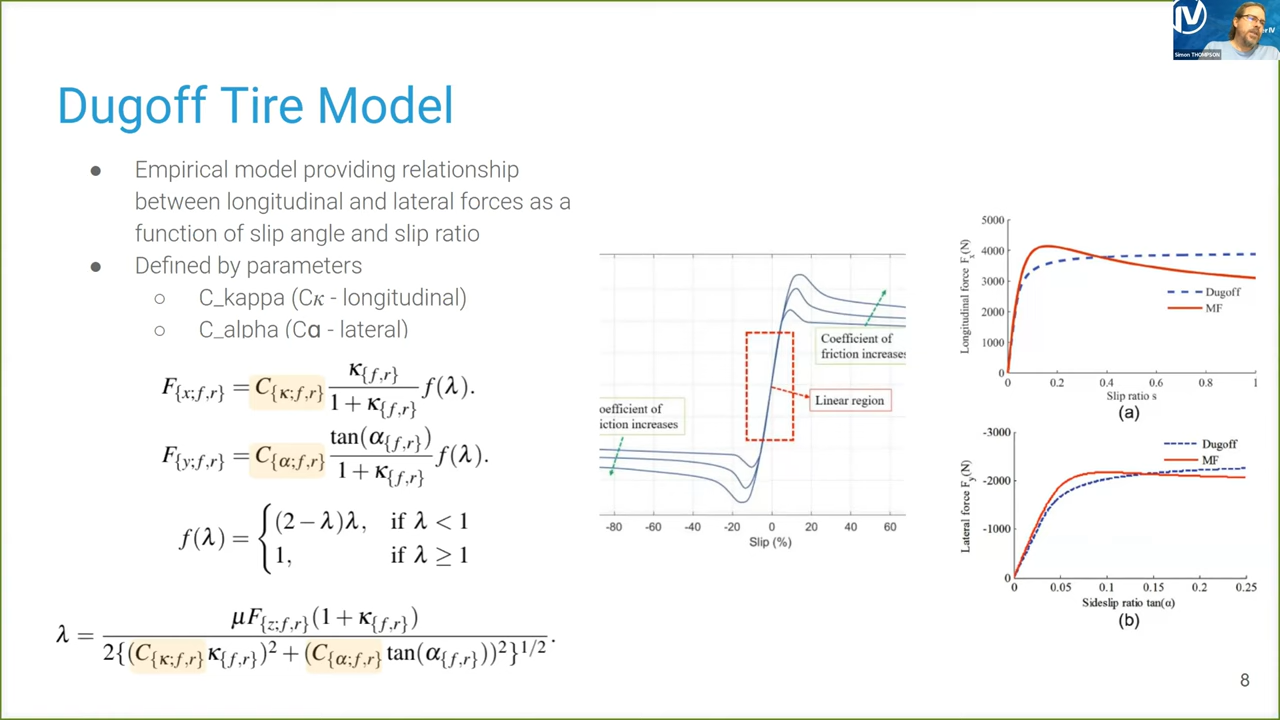 Dugoff Tire Model
● Empirical model providing relationship
between longitudinal and lateral forces as a
function of slip angle and slip ratio
● Defined by parameters
○ C_kappa (Cκ - longitudinal)
○ C_alpha (Cɑ - lateral)
F{x;f,r} = C{κ;f,r} κ{f,r} / (1 + κ{f,r}) f(λ).
F{y;f,r} = C{α;f,r} tan(α{f,r}) / (1 + κ{f,r}) f(λ).
f(λ) = { (2 − λ)λ, if λ < 1
1, if λ ≥ 1
λ = μF{z;f,r}(1 + κ{f,r}) / 2{(C{κ;f,r}κ{f,r})² + (C{α;f,r} tan(α{f,r}))²}^1/2.
Coefficient of
friction increases
Linear region
oefficient of
iction increases
-80 -60 -40 -20 0 20 40 60
Slip (%)
5000
4000
3000
2000
1000
0
Longitudinal force Fx(N)
Dugoff
MF
0 0.2 0.4 0.6 0.8 1
Slip ratio s
(a)
-3000
-2000
-1000
0
Lateral force Fy(N)
Dugoff
MF
0 0.05 0.1 0.15 0.2 0.25
Sideslip ratio tan(α)
(b)
IV
er IV
Simon THOMPSON
8